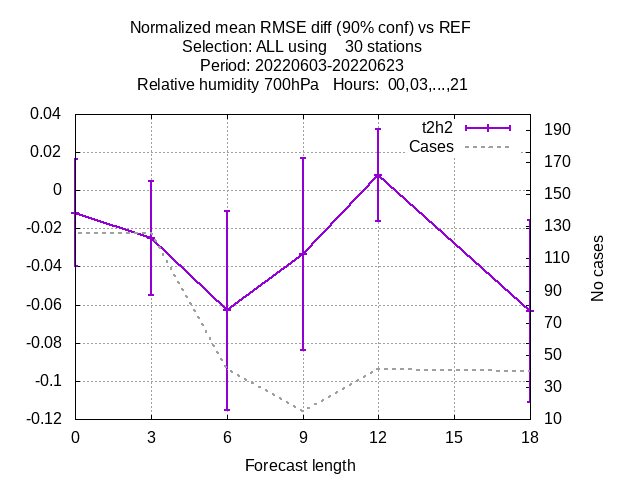 Normalized mean RMSE diff (90% conf) vs REF
Selection: ALL using    30 stations
Period: 20220603-20220623
Relative humidity 700hPa   Hours:  00,03,...,21
t2h2
Cases
0.04
0.02
0
-0.02
-0.04
-0.06
-0.08
-0.1
-0.12
190
170
150
130
110
90
70
50
30
10
No cases
0 3 6 9 12 15 18
Forecast length